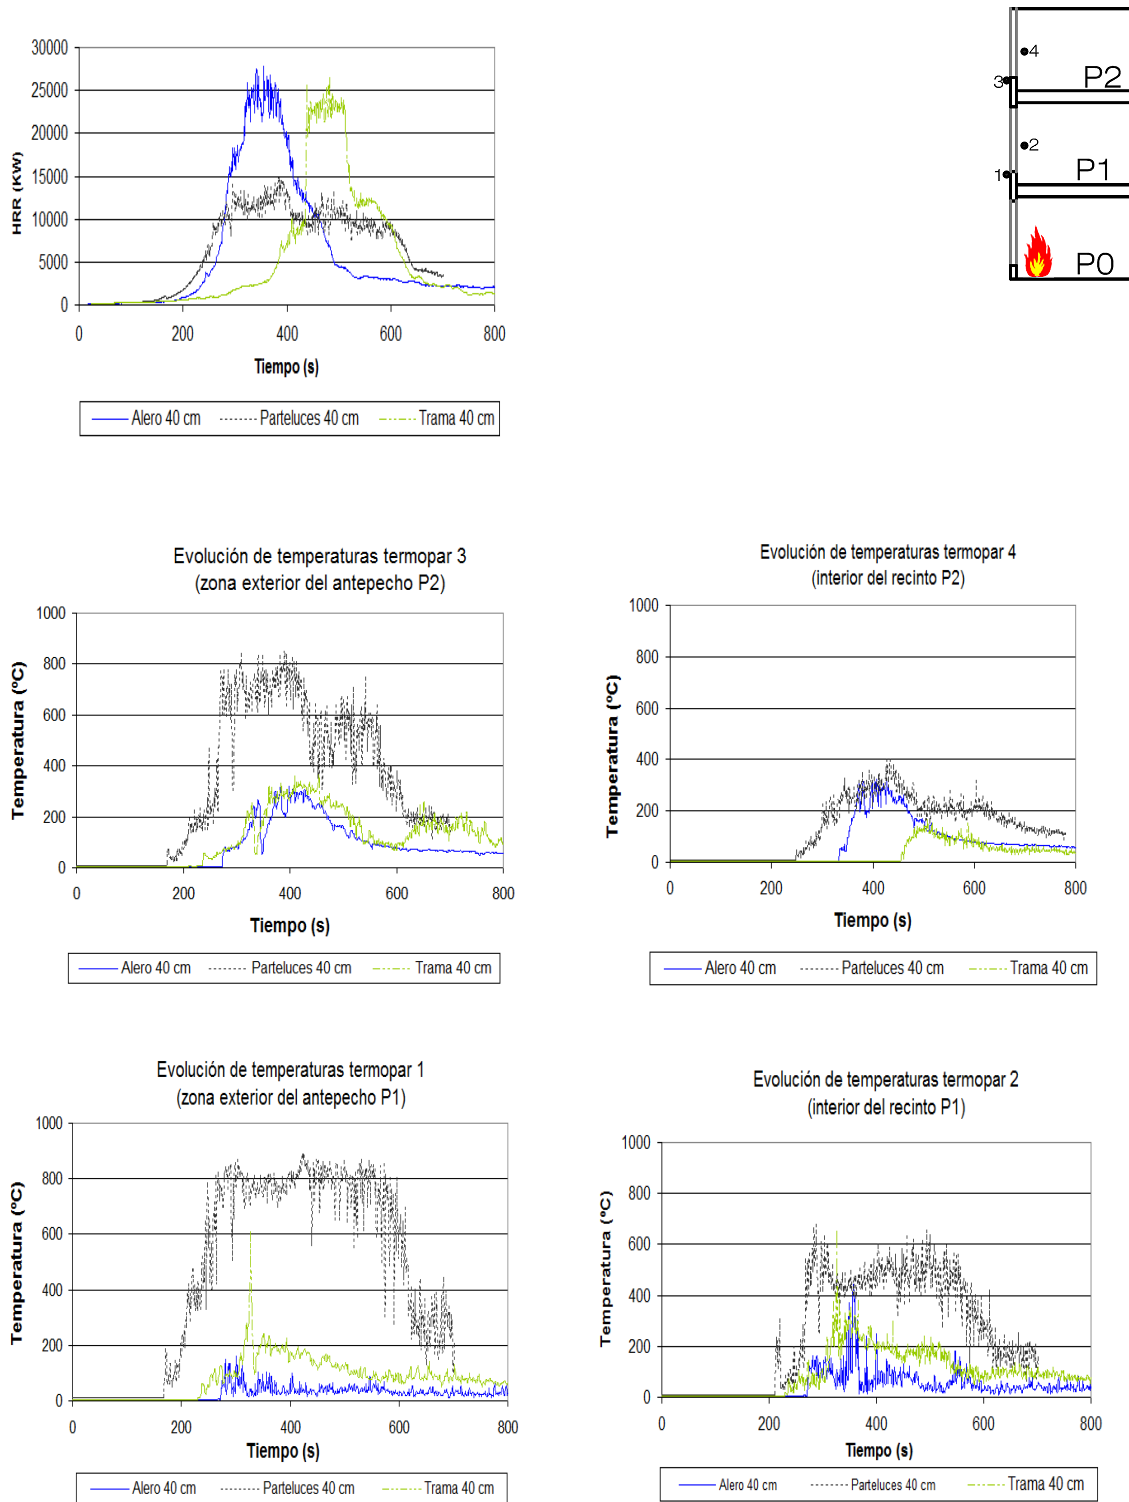 30000
25000
20000
15000
10000
5000
0
HRR (KW)
0 200 400 600 800
Tiempo (s)
Alero 40 cm Parteluces 40 cm Trama 40 cm
4
3
P2
2
1
P1
P0
Evolución de temperaturas termopar 3
(zona exterior del antepecho P2)
1000
800
600
400
200
0
Temperatura (ºC)
0 200 400 600 800
Tiempo (s)
Alero 40 cm Parteluces 40 cm Trama 40 cm
Evolución de temperaturas termopar 4
(interior del recinto P2)
1000
800
600
400
200
0
Temperatura (ºC)
0 200 400 600 800
Tiempo (s)
Alero 40 cm Parteluces 40 cm Trama 40 cm
Evolución de temperaturas termopar 1
(zona exterior del antepecho P1)
1000
800
600
400
200
0
Temperatura (ºC)
0 200 400 600 800
Tiempo (s)
Alero 40 cm Parteluces 40 cm Trama 40 cm
Evolución de temperaturas termopar 2
(interior del recinto P1)
1000
800
600
400
200
0
Temperatura (ºC)
0 200 400 600 800
Tiempo (s)
Alero 40 cm Parteluces 40 cm Trama 40 cm